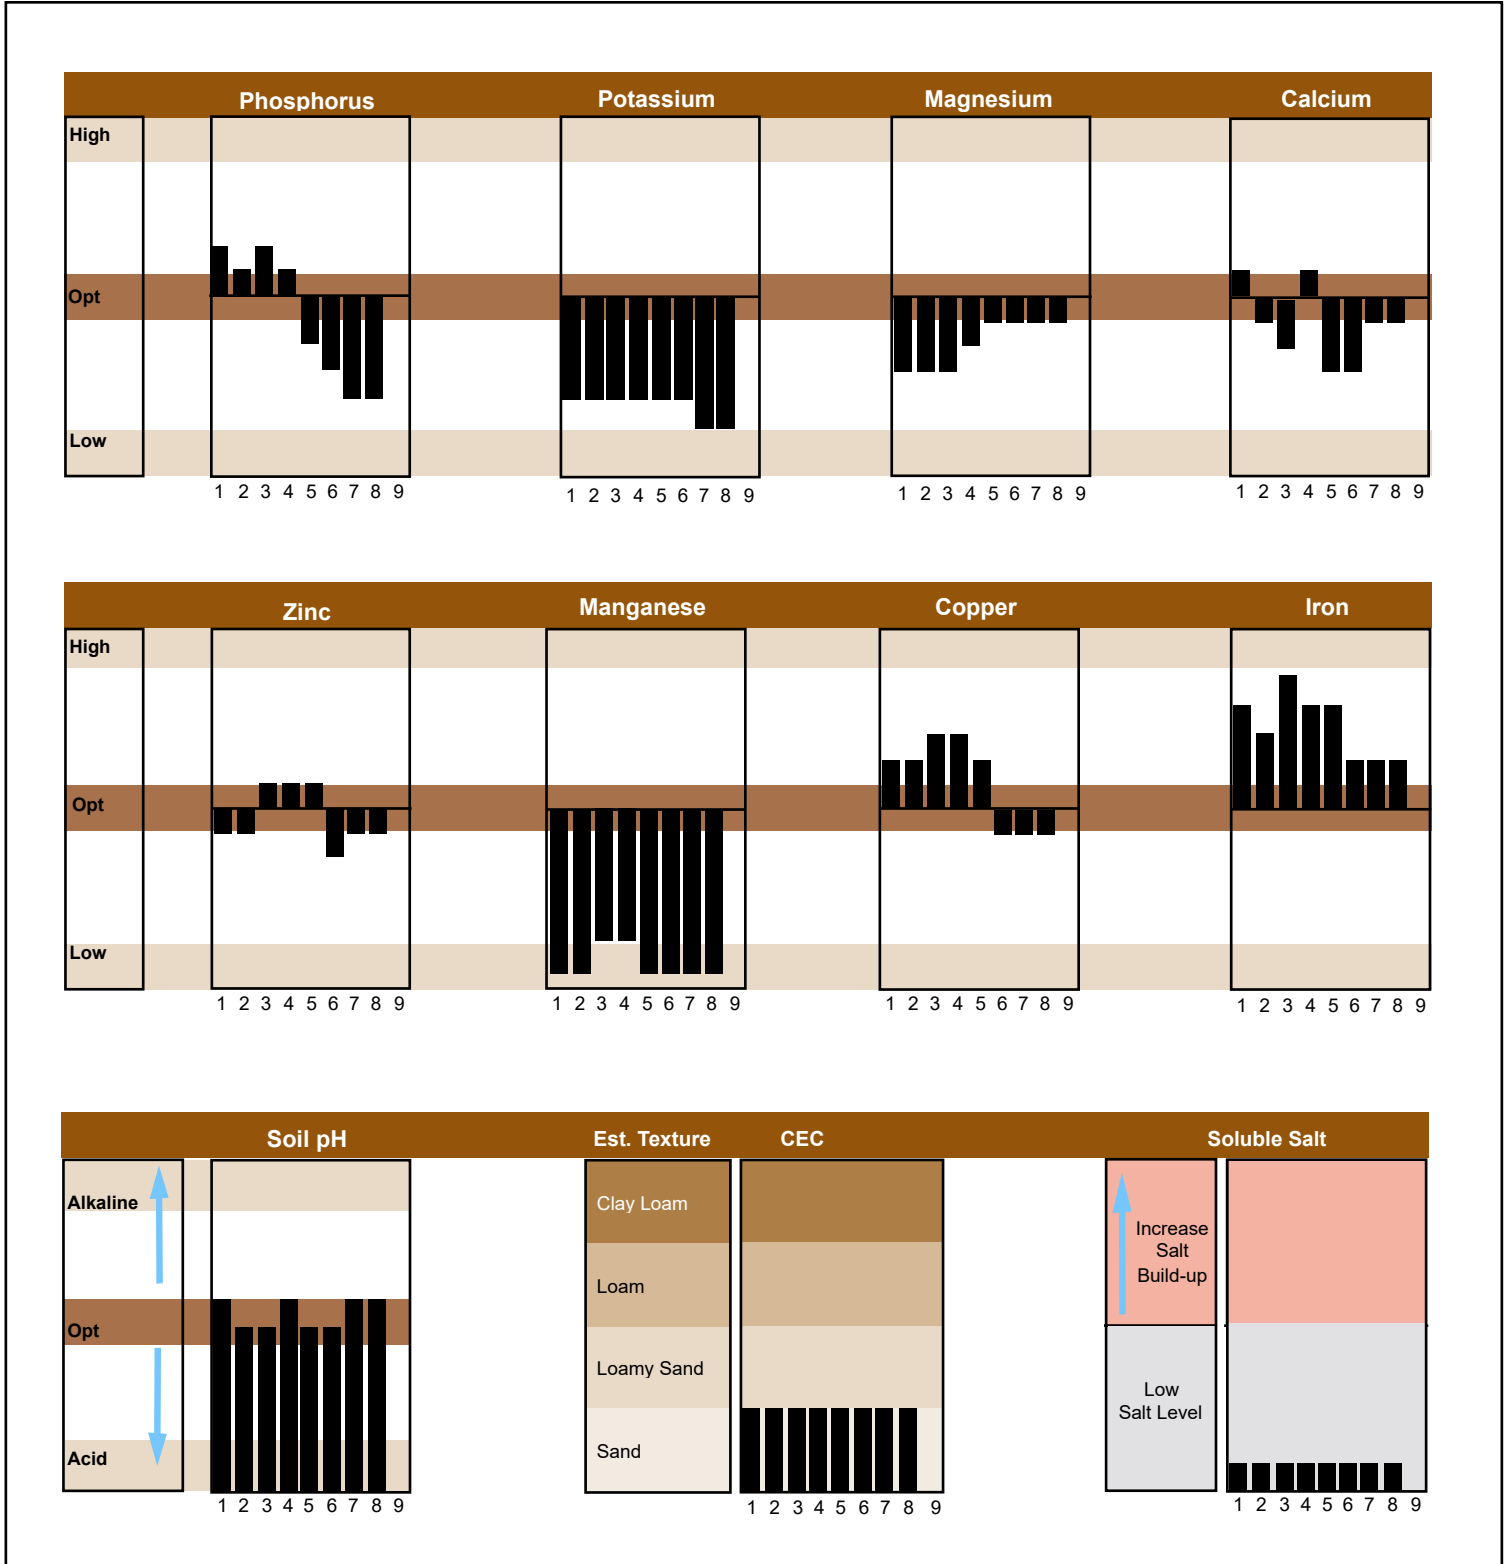 Phosphorus Potassium Magnesium Calcium
High
Opt
Low
1 2 3 4 5 6 7 8 9 1 2 3 4 5 6 7 8 9 1 2 3 4 5 6 7 8 9 1 2 3 4 5 6 7 8 9
Zinc Manganese Copper Iron
High
Opt
Low
1 2 3 4 5 6 7 8 9 1 2 3 4 5 6 7 8 9 1 2 3 4 5 6 7 8 9 1 2 3 4 5 6 7 8 9
Soil pH Est. Texture CEC Soluble Salt
Alkaline
Opt
Acid
1 2 3 4 5 6 7 8 9
Clay Loam
Loam
Loamy Sand
Sand
1 2 3 4 5 6 7 8 9
Increase
Salt
Build-up
Low
Salt Level
1 2 3 4 5 6 7 8 9